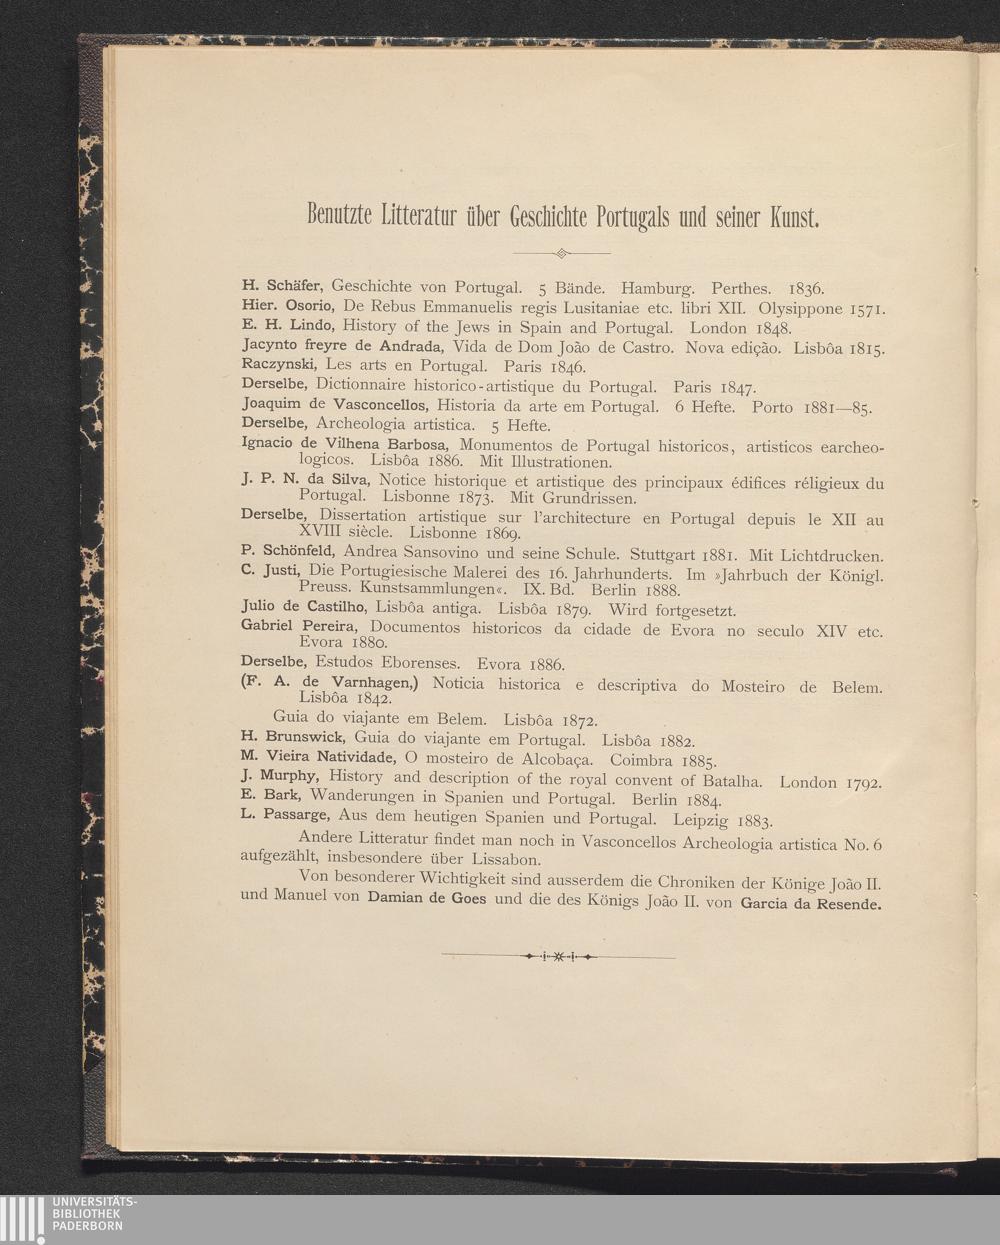 Benutzte Litteratur über Geschichte Portugals und seiner Kunst.
H. Schäfer, Geschichte von Portugal. 5 Bände. Hamburg. Perthes. 1836.
Hier. Osorio, De Rebus Emmanuelis regis Lusitaniae etc. libri XII. Olysippone 1571.
E. H. Lindo, History of the Jews in Spain and Portugal. London 1848.
Jacynto freyre de Andrada, Vida de Dom João de Castro. Nova edição. Lisbôa 1815.
Raczynski, Les arts en Portugal. Paris 1846.
Derselbe, Dictionnaire historico-artistique du Portugal. Paris 1847.
Joaquim de Vasconcellos, Historia da arte em Portugal. 6 Hefte. Porto 1881—85.
Derselbe, Archeologia artistica. 5 Hefte.
Ignacio de Vilhena Barbosa, Monumentos de Portugal historicos, artisticos earcheo-
logicos. Lisbôa 1886. Mit Illustrationen.
J. P. N. da Silva, Notice historique et artistique des principaux édifices réligieux du
Portugal. Lisbonne 1873. Mit Grundrissen.
Derselbe, Dissertation artistique sur l'architecture en Portugal depuis le XII au
XVIII siècle. Lisbonne 1869.
P. Schönfeld, Andrea Sansovino und seine Schule. Stuttgart 1881. Mit Lichtdrucken.
C. Justi, Die Portugiesische Malerei des 16. Jahrhunderts. Im »Jahrbuch der Königl.
Preuss. Kunstsammlungen«. IX. Bd. Berlin 1888.
Julio de Castilho, Lisbôa antiga. Lisbôa 1879. Wird fortgesetzt.
Gabriel Pereira, Documentos historicos da cidade de Evora no seculo XIV etc.
Evora 1880.
Derselbe, Estudos Eborenses. Evora 1886.
(F. A. de Varnhagen,) Noticia historica e descriptiva do Mosteiro de Belem.
Lisbôa 1842.
Guia do viajante em Belem. Lisbôa 1872.
H. Brunswick, Guia do viajante em Portugal. Lisbôa 1882.
M. Vieira Natividade, O mosteiro de Alcobaça. Coimbra 1885.
J. Murphy, History and description of the royal convent of Batalha. London 1792.
E. Bark, Wanderungen in Spanien und Portugal. Berlin 1884.
L. Passarge, Aus dem heutigen Spanien und Portugal. Leipzig 1883.
Andere Litteratur findet man noch in Vasconcellos Archeologia artistica No. 6
aufgezählt, insbesondere über Lissabon.
Von besonderer Wichtigkeit sind ausserdem die Chroniken der Könige João II.
und Manuel von Damian de Goes und die des Königs João II. von Garcia da Resende.
UNIVERSITÄTS-
BIBLIOTHEK
PADERBORN